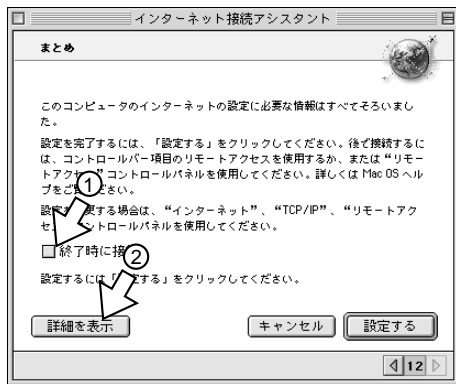 インターネット接続アシスタント
まとめ
このコンピュータのインターネットの設定に必要な情報はすべてそろいまし
た。
設定を完了するには、「設定する」をクリックしてください。後で接続するに
は、コントロールバー項目のリモートアクセスを使用するか、または“リモー
トアク ”コントロールパネルを使用してください。詳しくは Mac OS ヘル
プをご ださい。
①
設定 変更する場合は、“インターネット”、“TCP/IP”、“リモートアク
セ ントロールパネルを使用してください。
終了時に接
②
設定するには「 する」をクリックしてください。
詳細を表示
キャンセル
設定する
12